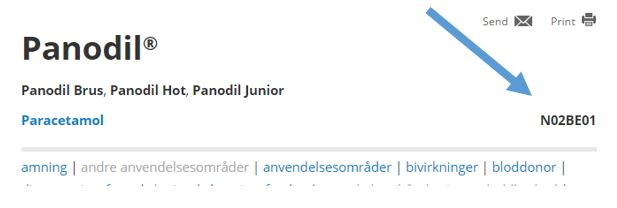 Send Print
Panodil®
Panodil Brus, Panodil Hot, Panodil Junior
Paracetamol N02BE01
amning | andre anvendelsesområder | anvendelsesområder | bivirkninger | bloddonor |